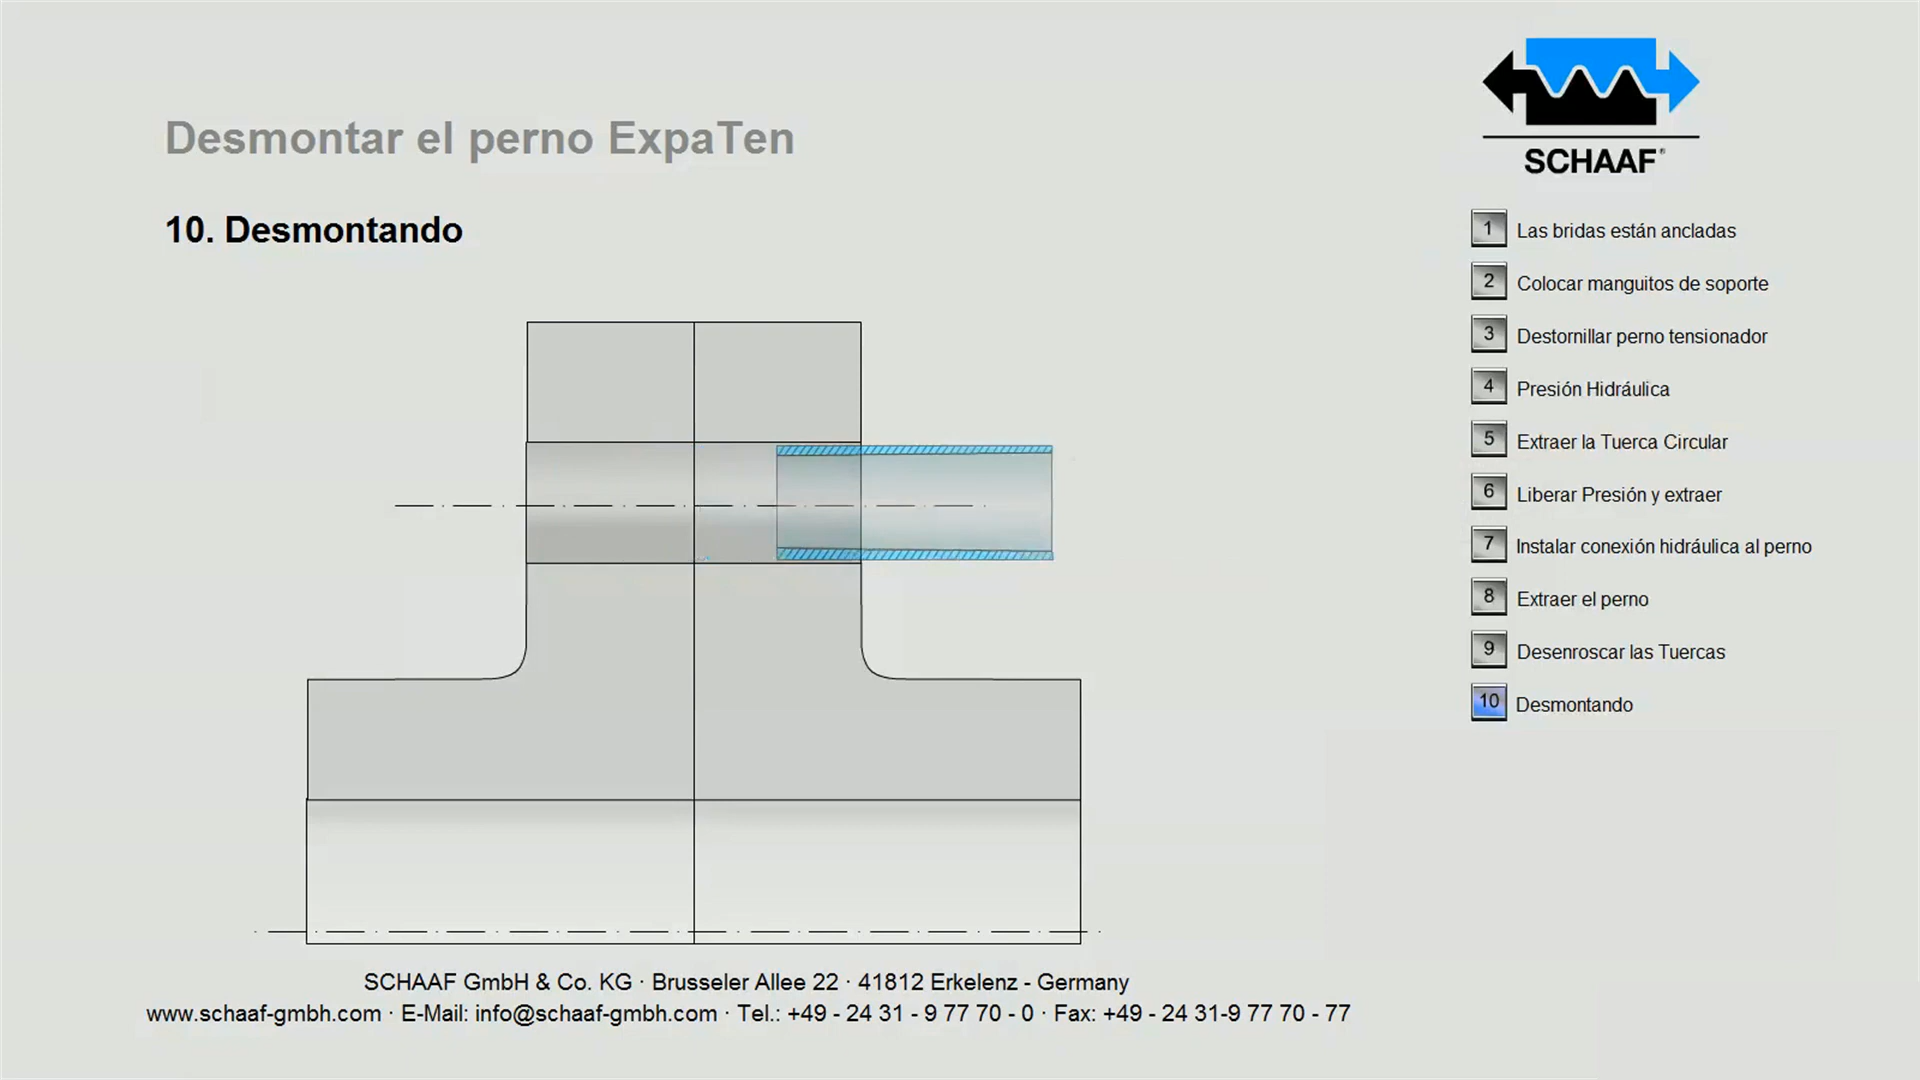 SCHAAF®
Desmontar el perno ExpaTen
10. Desmontando
1 Las bridas están ancladas
2 Colocar manguitos de soporte
3 Destornillar perno tensionador
4 Presión Hidráulica
5 Extraer la Tuerca Circular
6 Liberar Presión y extraer
7 Instalar conexión hidráulica al perno
8 Extraer el perno
9 Desenroscar las Tuercas
10 Desmontando
SCHAAF GmbH & Co. KG · Brusseler Allee 22 · 41812 Erkelenz - Germany
www.schaaf-gmbh.com · E-Mail: info@schaaf-gmbh.com · Tel.: +49 - 24 31 - 9 77 70 - 0 · Fax: +49 - 24 31-9 77 70 - 77